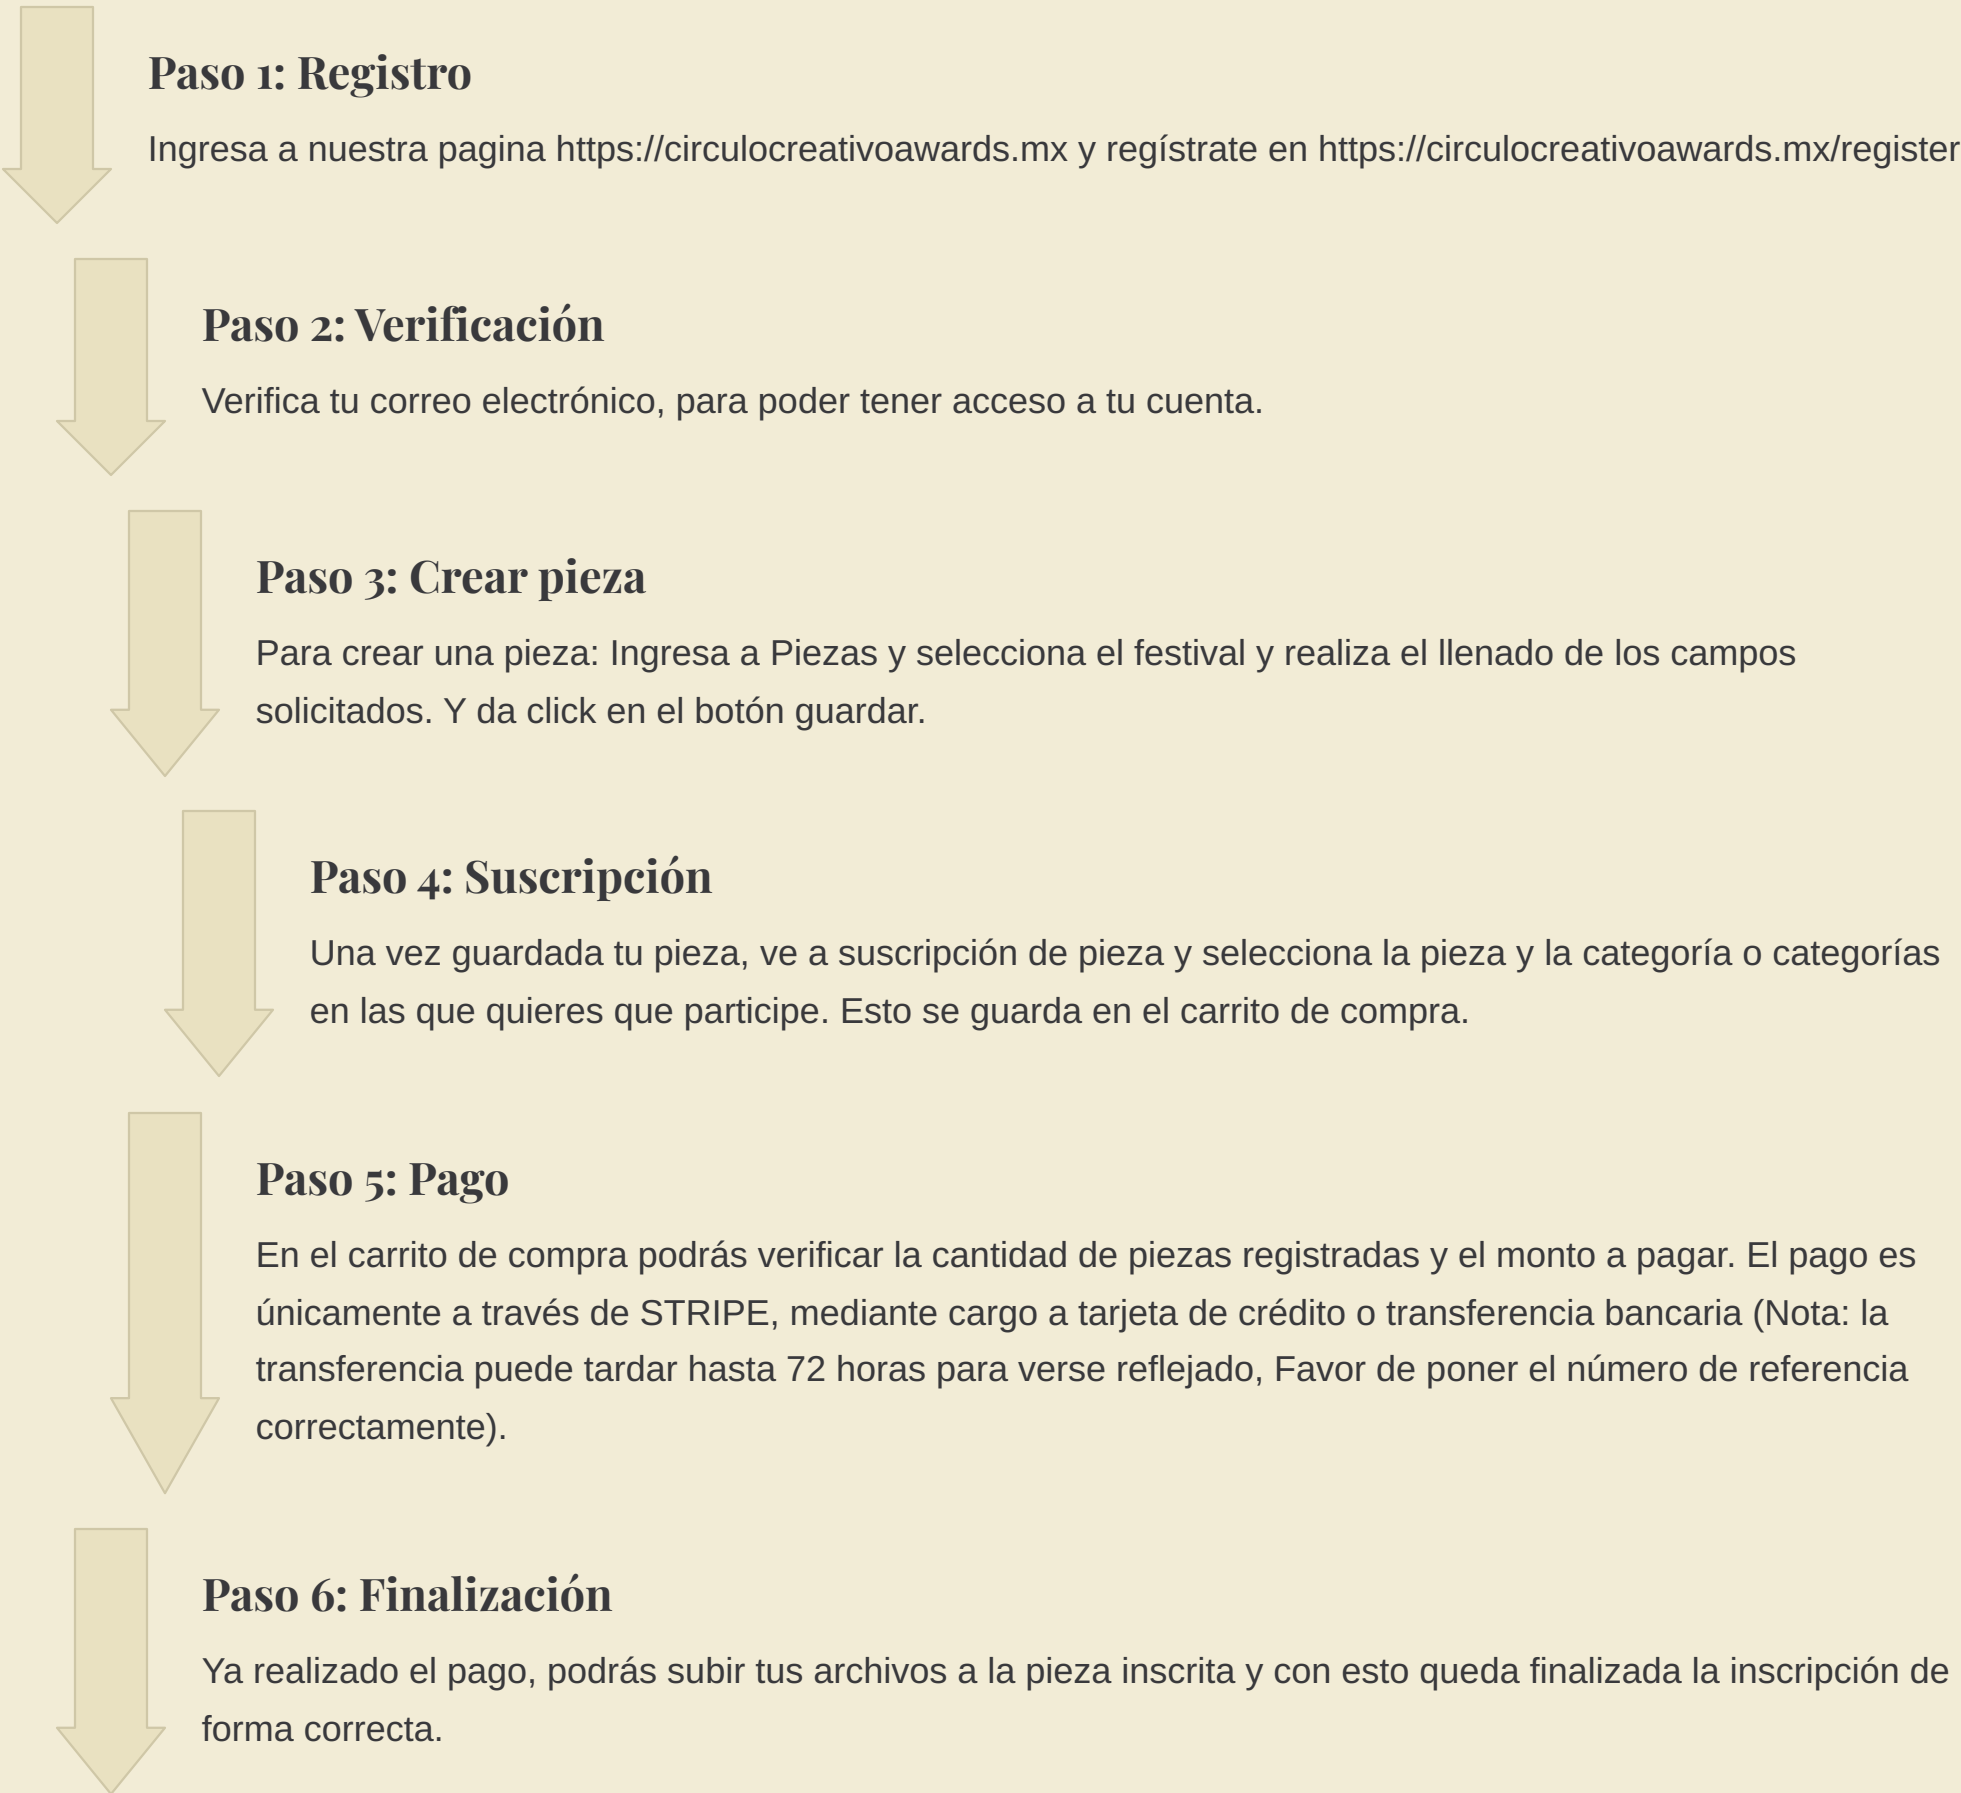 Paso 1: Registro
Ingresa a nuestra pagina https://circulocreativoawards.mx y regístrate en https://circulocreativoawards.mx/register
Paso 2: Verificación
Verifica tu correo electrónico, para poder tener acceso a tu cuenta.
Paso 3: Crear pieza
Para crear una pieza: Ingresa a Piezas y selecciona el festival y realiza el llenado de los campos
solicitados. Y da click en el botón guardar.
Paso 4: Suscripción
Una vez guardada tu pieza, ve a suscripción de pieza y selecciona la pieza y la categoría o categorías
en las que quieres que participe. Esto se guarda en el carrito de compra.
Paso 5: Pago
En el carrito de compra podrás verificar la cantidad de piezas registradas y el monto a pagar. El pago es
únicamente a través de STRIPE, mediante cargo a tarjeta de crédito o transferencia bancaria (Nota: la
transferencia puede tardar hasta 72 horas para verse reflejado, Favor de poner el número de referencia
correctamente).
Paso 6: Finalización
Ya realizado el pago, podrás subir tus archivos a la pieza inscrita y con esto queda finalizada la inscripción de
forma correcta.